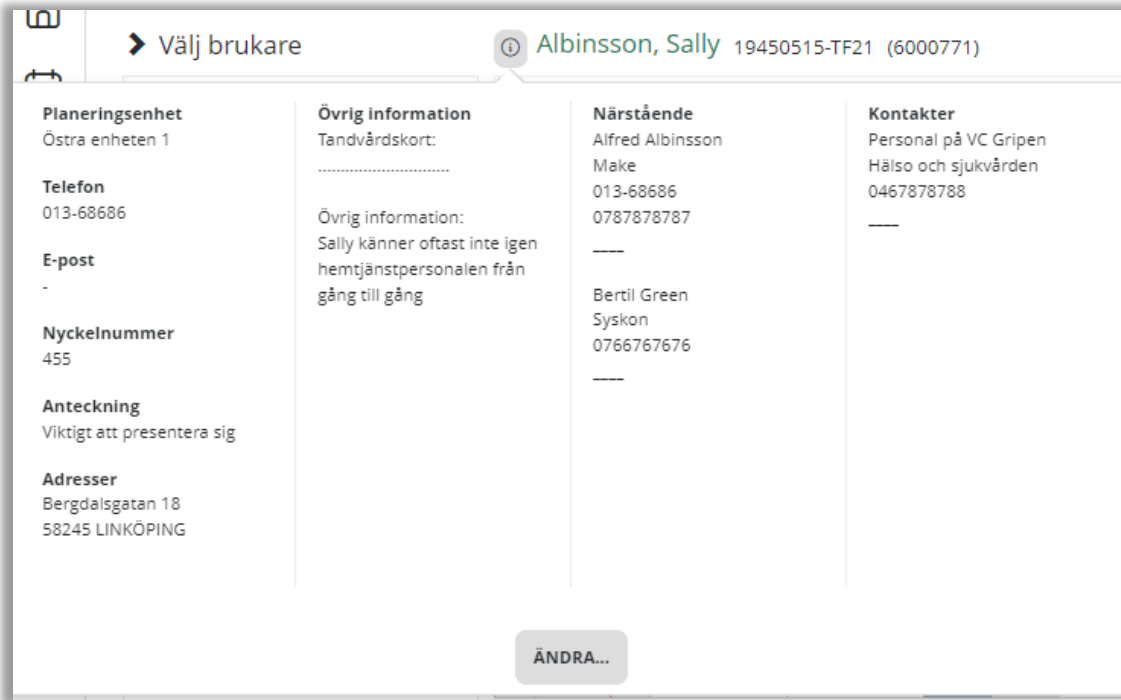 Välj brukare
Albinsson, Sally 19450515-TF21 (6000771)
Planeringsenhet
Östra enheten 1
Telefon
013-68686
E-post
-
Nyckelnummer
455
Anteckning
Viktigt att presentera sig
Adresser
Bergdalsgatan 18
58245 LINKÖPING
Övrig information
Tandvårdskort:
.............................
Övrig information:
Sally känner oftast inte igen
hemtjänstpersonalen från
gång till gång
Närstående
Alfred Albinsson
Make
013-68686
0787878787
____
Bertil Green
Syskon
0766767676
____
Kontakter
Personal på VC Gripen
Hälso och sjukvården
0467878788
____
ÄNDRA...